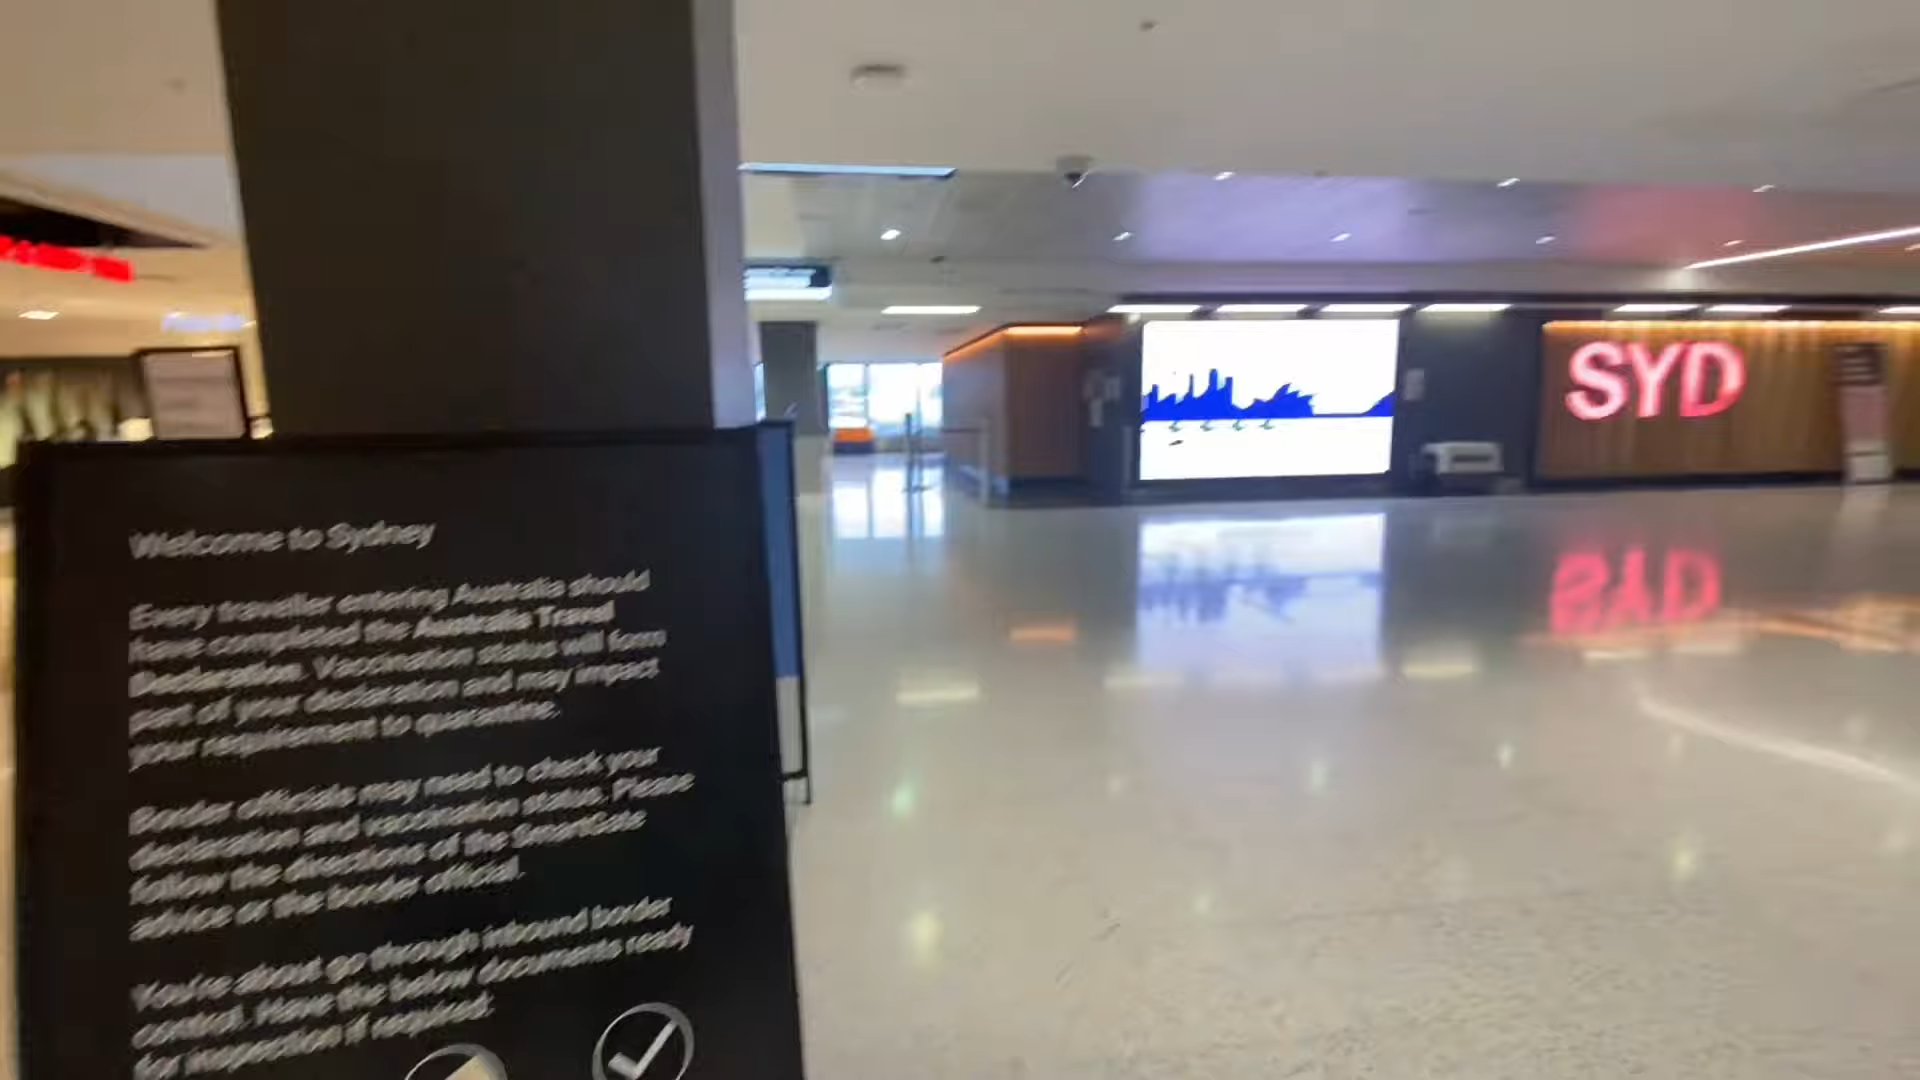 SYD
Welcome to Sydney
Every traveller entering Australia should
have completed the Australia Travel
Declaration. Vaccination status will form
part of your declaration and may impact
your requirement to quarantine.
Border officials may need to check your
declaration and vaccination status. Please
follow the directions of the SmartGate
advice or the border official.
You're about go through inbound border
control. Have the below documents ready
for inspection if required: